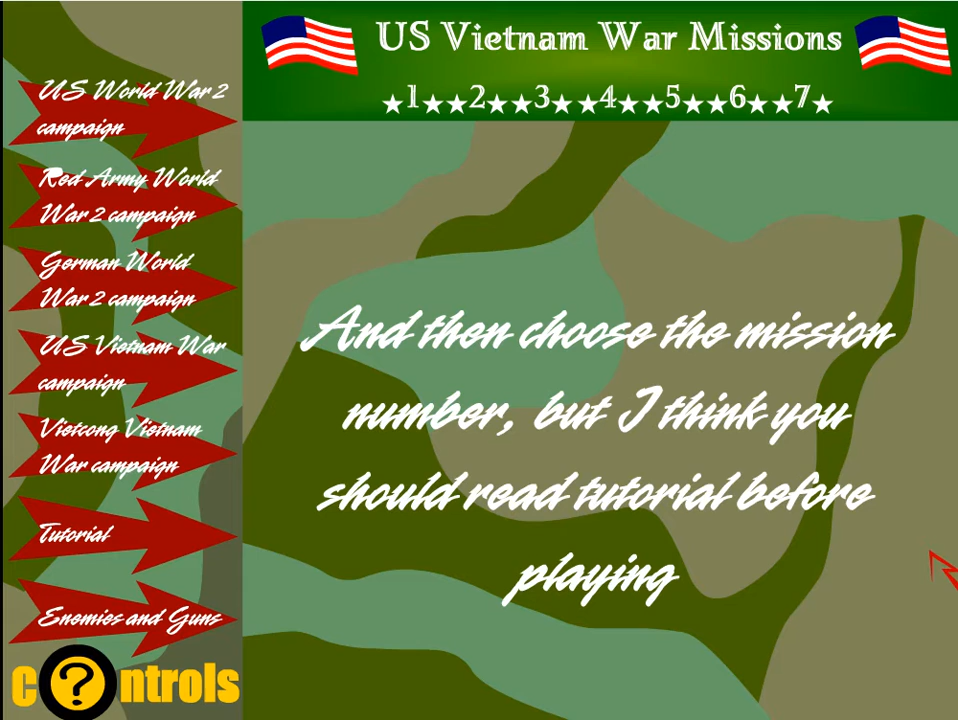 US Vietnam War Missions
★1★★2★★3★★4★★5★★6★★7★
US World War 2
campaign
Red Army World
War 2 campaign
German World
War 2 campaign
US Vietnam War
campaign
Vietcong Vietnam
War campaign
Tutorial
Enemies and Guns
c?ntrols
And then choose the mission
number, but I think you
should read tutorial before
playing